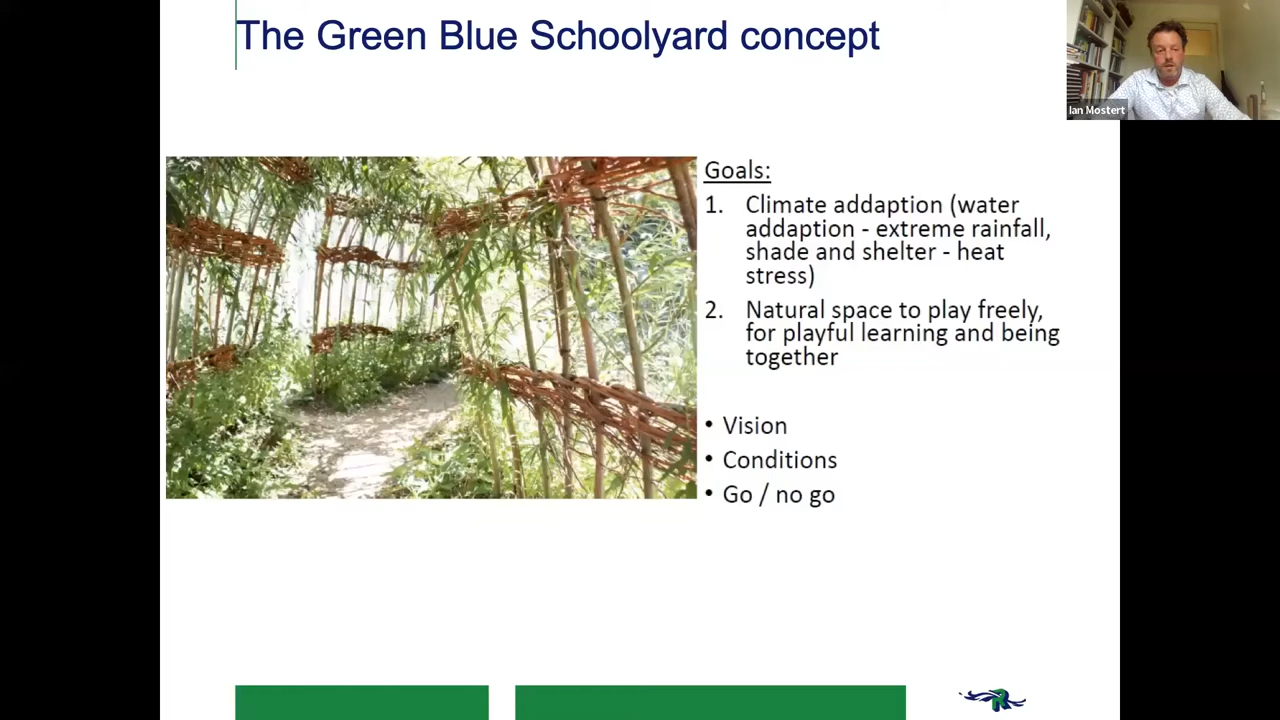 The Green Blue Schoolyard concept
Ian Mostert
Goals:
1. Climate addaption (water
addaption - extreme rainfall,
shade and shelter - heat
stress)
2. Natural space to play freely,
for playful learning and being
together
• Vision
• Conditions
• Go / no go